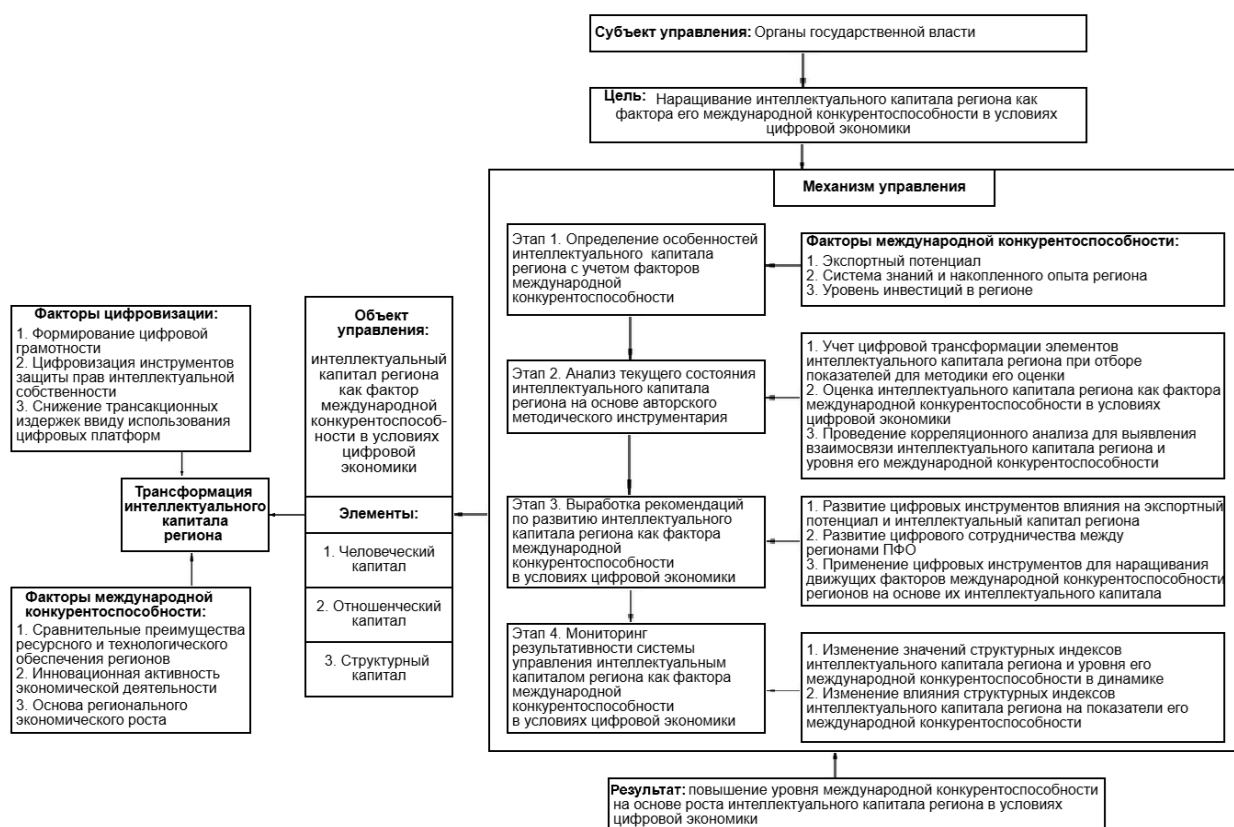 Субъект управления: Органы государственной власти
Цель: Наращивание интеллектуального капитала региона как
фактора его международной конкурентоспособности в условиях
цифровой экономики
Механизм управления
Этап 1. Определение особенностей
интеллектуального капитала
региона с учетом факторов
международной
конкурентоспособности
Факторы международной конкурентоспособности:
1. Экспортный потенциал
2. Система знаний и накопленного опыта региона
3. Уровень инвестиций в регионе
Этап 2. Анализ текущего состояния
интеллектуального капитала
региона на основе авторского
методического инструментария
1. Учет цифровой трансформации элементов
интеллектуального капитала региона при отборе
показателей для методики его оценки
2. Оценка интеллектуального капитала региона как фактора
международной конкурентоспособности в условиях
цифровой экономики
3. Проведение корреляционного анализа для выявления
взаимосвязи интеллектуального капитала региона и
уровня его международной конкурентоспособности
Этап 3. Выработка рекомендаций
по развитию интеллектуального
капитала региона как фактора
международной
конкурентоспособности
в условиях цифровой экономики
1. Развитие цифровых инструментов влияния на экспортный
потенциал и интеллектуальный капитал региона
2. Развитие цифрового сотрудничества между
регионами ПФО
3. Применение цифровых инструментов для наращивания
движущих факторов международной конкурентоспособности
регионов на основе их интеллектуального капитала
Этап 4. Мониторинг
результативности системы
управления интеллектуальным
капиталом региона как фактора
международной
конкурентоспособности
в условиях цифровой экономики
1. Изменение значений структурных индексов
интеллектуального капитала региона и уровня его
международной конкурентоспособности в динамике
2. Изменение влияния структурных индексов
интеллектуального капитала региона на показатели его
международной конкурентоспособности
Объект
управления:
интеллектуальный
капитал региона
как фактор
международной
конкурентоспособ-
ности в условиях
цифровой
экономики
Элементы:
1. Человеческий
капитал
2. Отношенческий
капитал
3. Структурный
капитал
Факторы цифровизации:
1. Формирование цифровой
грамотности
2. Цифровизация инструментов
защиты прав интеллектуальной
собственности
3. Снижение трансакционных
издержек ввиду использования
цифровых платформ
Трансформация
интеллектуального
капитала
региона
Факторы международной
конкурентоспособности:
1. Сравнительные преимущества
ресурсного и технологического
обеспечения регионов
2. Инновационная активность
экономической деятельности
3. Основа регионального
экономического роста
Результат: повышение уровня международной конкурентоспособности
на основе роста интеллектуального капитала региона в условиях
цифровой экономики